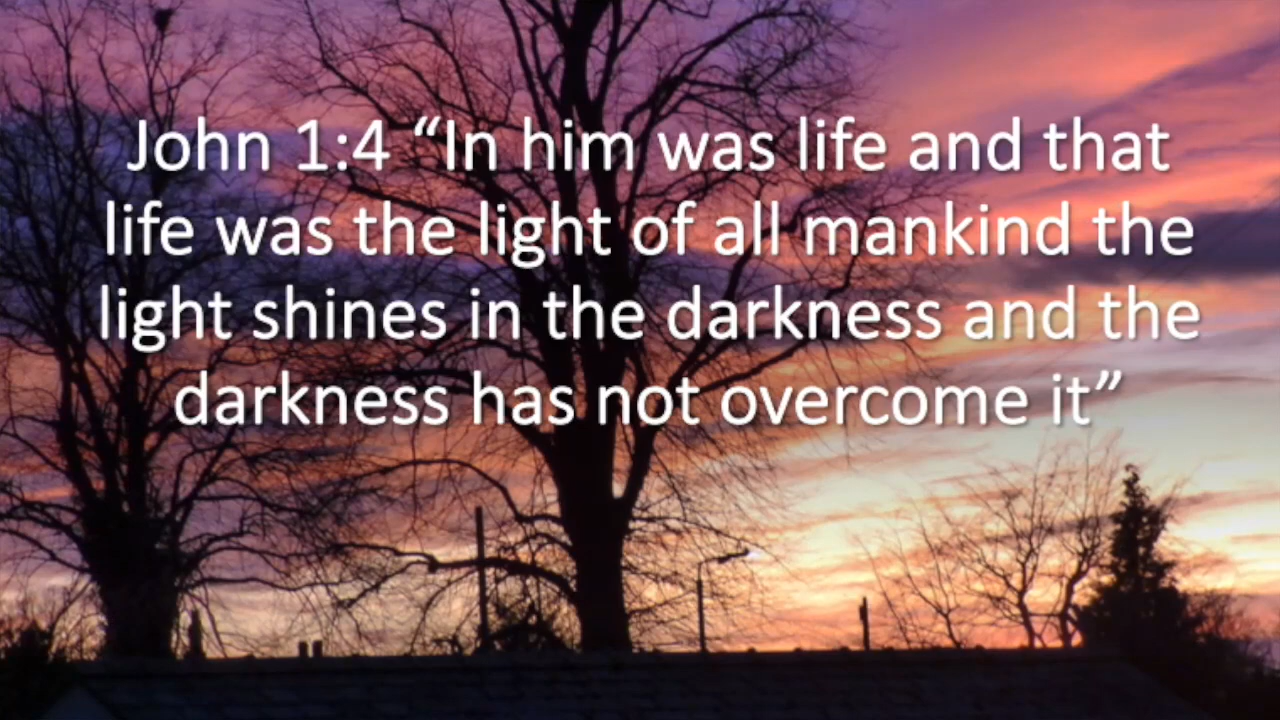 John 1:4 “In him was life and that
life was the light of all mankind the
light shines in the darkness and the
darkness has not overcome it”